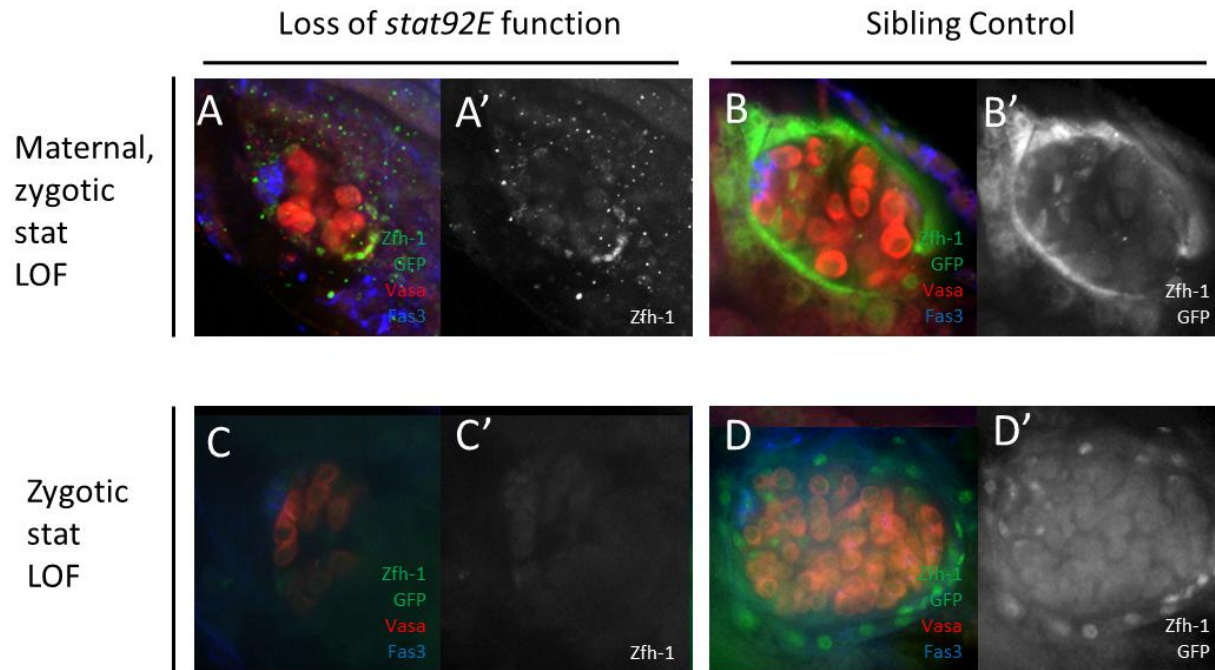 Loss of stat92E function
Sibling Control
Maternal,
zygotic
stat
LOF
A
Zfh-1
GFP
Vasa
Fas3
A’
Zfh-1
B
Zfh-1
GFP
Vasa
Fas3
B’
Zfh-1
GFP
Zygotic
stat
LOF
C
Zfh-1
GFP
Vasa
Fas3
C’
Zfh-1
D
Zfh-1
GFP
Vasa
Fas3
D’
Zfh-1
GFP